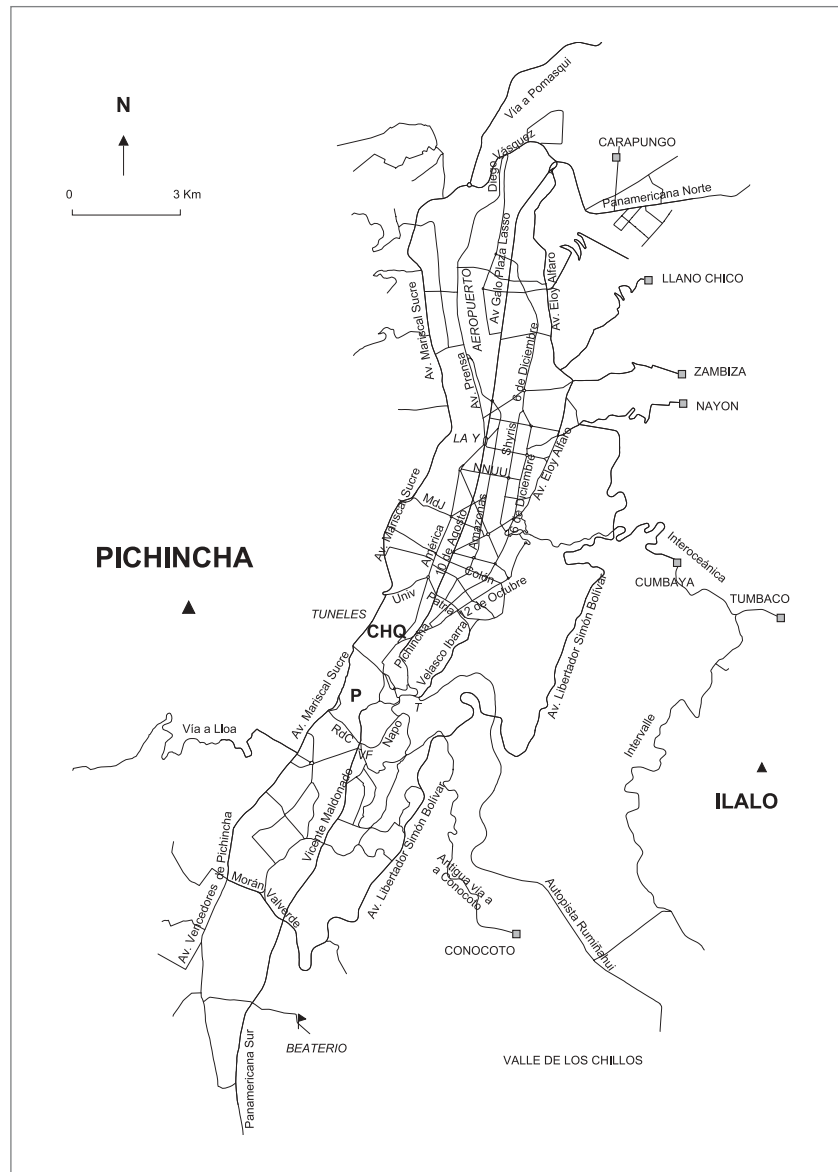 Vía a Pomasqui
N
CARAPUNGO
Diego Vásquez
0
3 Km
Panamericana Norte
Av Galo Plaza Lasso
Av. Eloy Alfaro
AEROPUERTO
Av. Mariscal Sucre
LLANO CHICO
6 de Diciembre
Av. Prensa
ZAMBIZA
NAYON
LA Y
Shyris
Av. Eloy Alfaro
NNUU
6 de Diciembre
MdJ
Av. Mariscal Sucre
Amazonas
10 de Agosto
América
Interoceánica
PICHINCHA
Colón
CUMBAYA
Univ
Patria
12 de Octubre
TUMBACO
TUNELES
CHQ
Pichincha
Velasco Ibarra
Av. Libertador Simón Bolívar
P
T
Av. Mariscal Sucre
Vía a Lloa
RdC
Napo
VF
Intervalle
ILALO
Vicente Maldonado
Av. Libertador Simón Bolívar
Av. Vencedores de Pichincha
Morán Valverde
Antigua vía a
a Conocoto
Autopista Rumiñahui
CONOCOTO
BEATERIO
VALLE DE LOS CHILLOS
Panamericana Sur